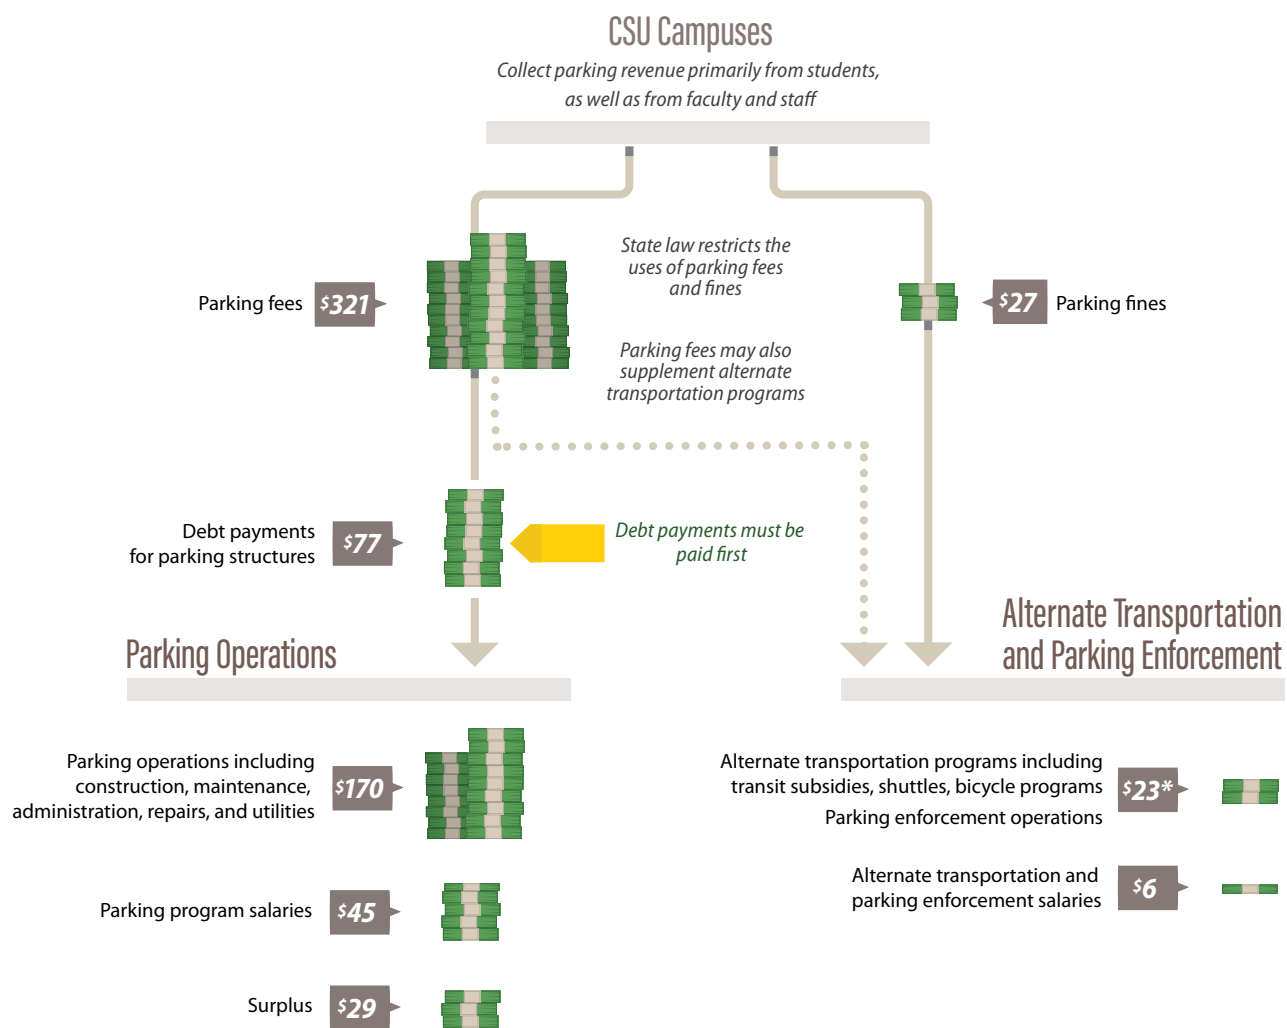 CSU Campuses
Collect parking revenue primarily from students,
as well as from faculty and staff
State law restricts the
uses of parking fees
and fines
Parking fees
$321
$27
Parking fines
Parking fees may also
supplement alternate
transportation programs
Debt payments
for parking structures
$77
Debt payments must be
paid first
Parking Operations
Alternate Transportation
and Parking Enforcement
Parking operations including
construction, maintenance,
administration, repairs, and utilities
$170
Alternate transportation programs including
transit subsidies, shuttles, bicycle programs
Parking enforcement operations
$23*
Parking program salaries
$45
Alternate transportation and
parking enforcement salaries
$6
Surplus
$29